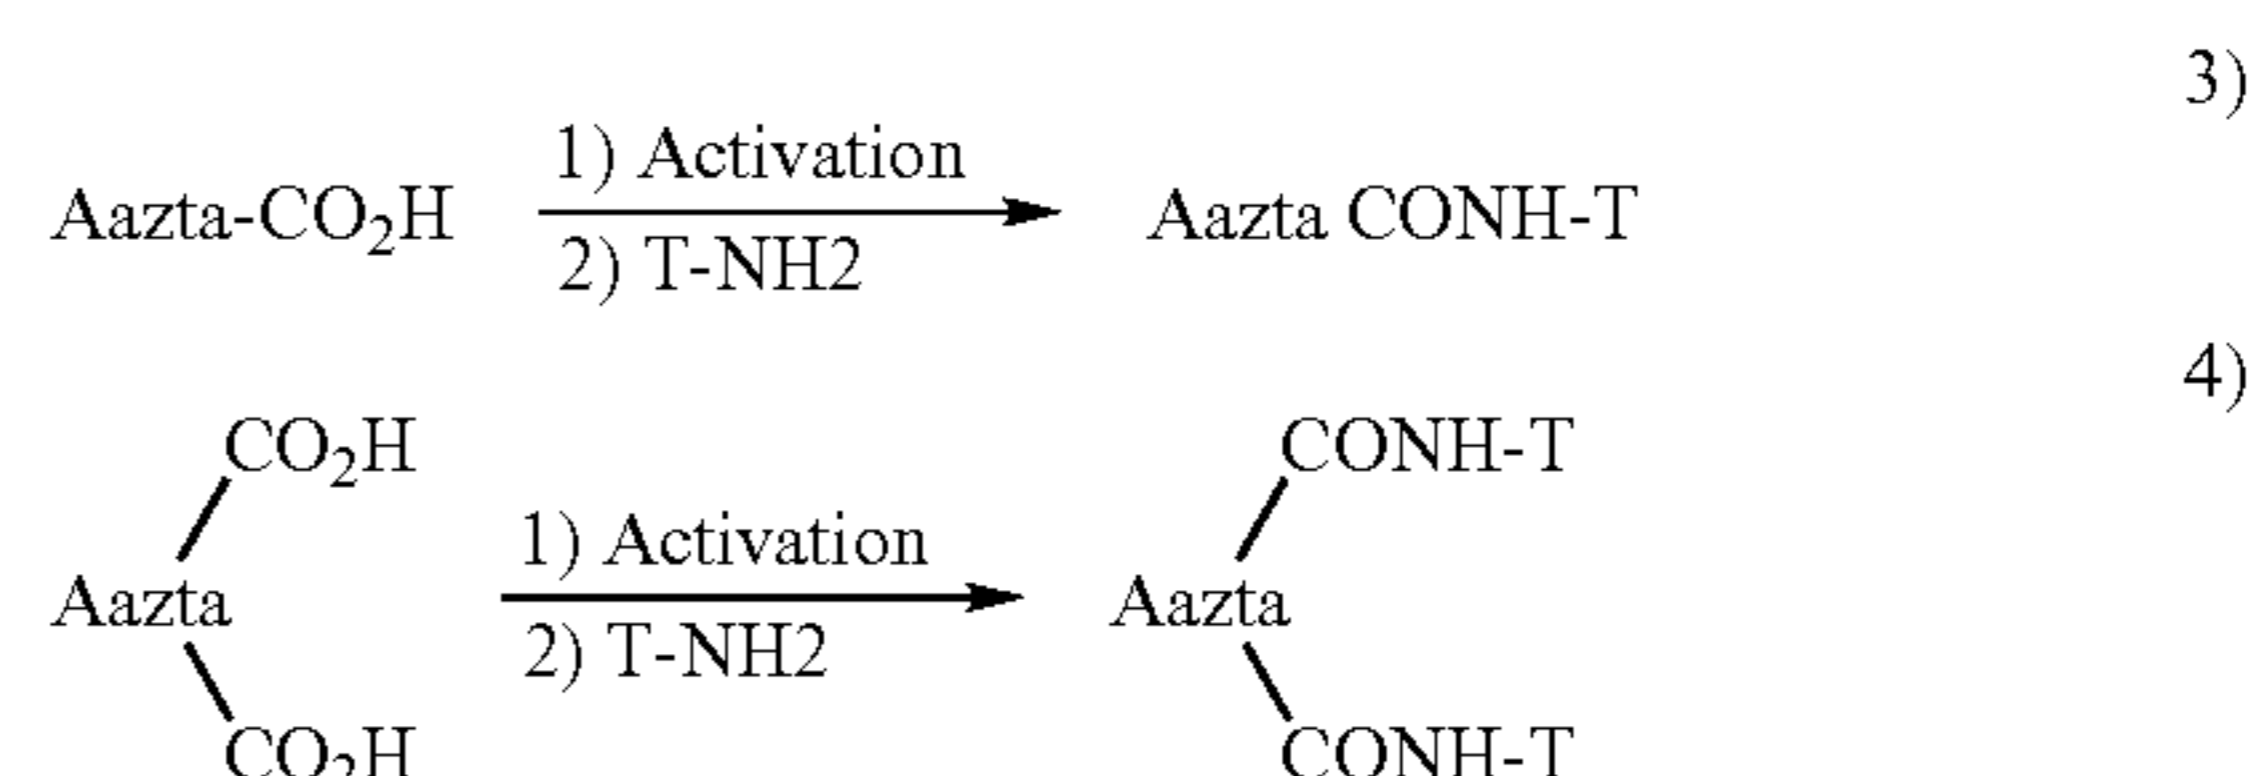 3)
1) Activation
Aazta-CO₂H Aazta CONH-T
2) T-NH2
4)
CO₂H CONH-T
1) Activation
Aazta Aazta
2) T-NH2
CO₂H CONH-T